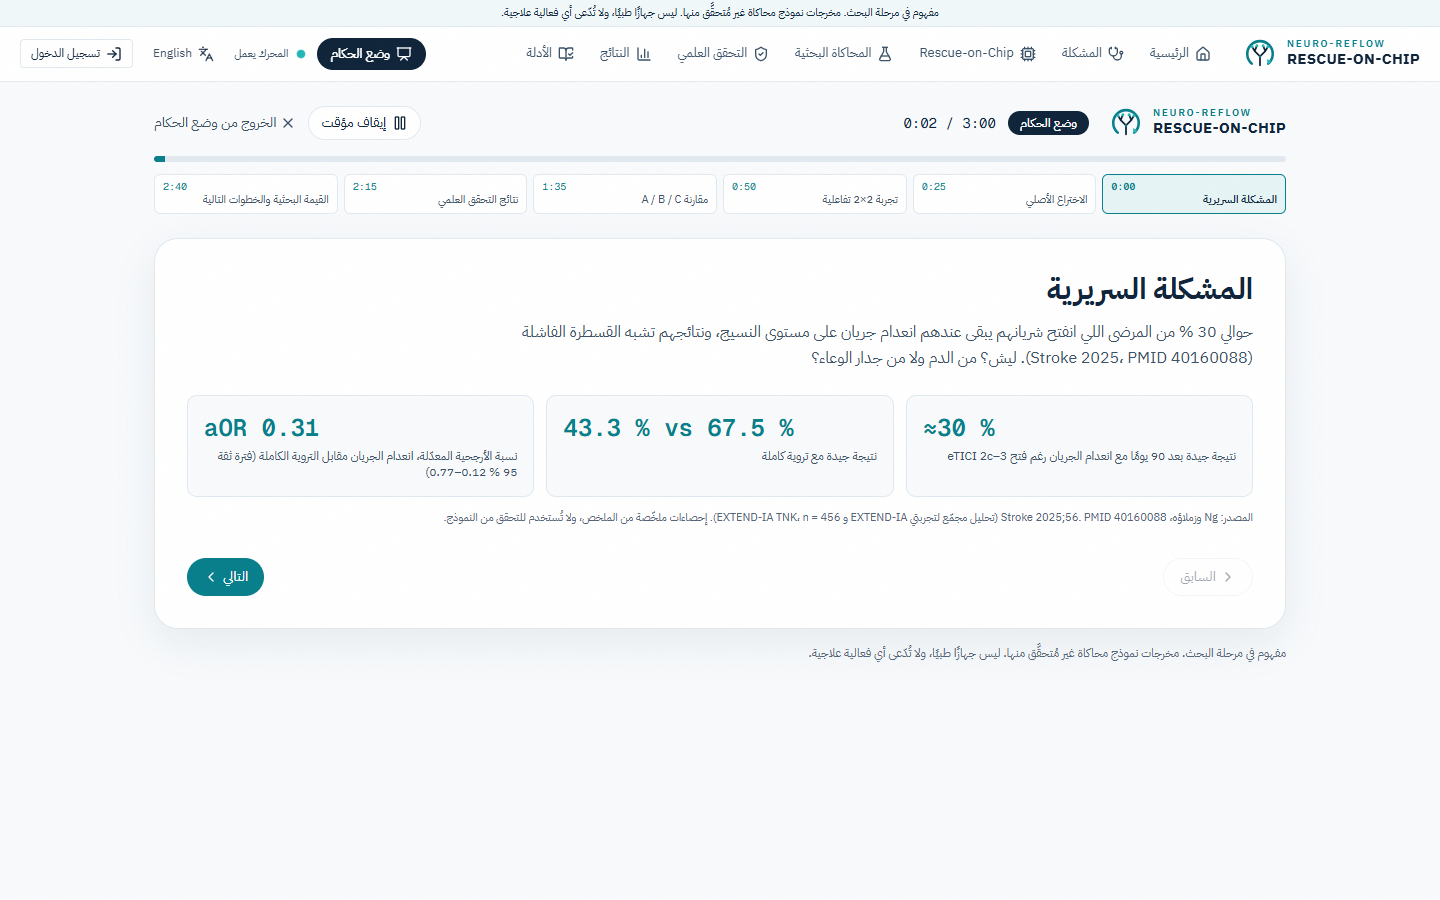 مفهوم في مرحلة البحث. مخرجات نموذج محاكاة غير مُتحقَّق منها. ليس جهازًا طبيًا، ولا تُدّعى أي فعالية علاجية.
NEURO-REFLOW
RESCUE-ON-CHIP
الرئيسية
المشكلة
Rescue-on-Chip
المحاكاة البحثية
التحقق العلمي
النتائج
الأدلة
وضع الحكام
المحرك يعمل
English
تسجيل الدخول
NEURO-REFLOW
RESCUE-ON-CHIP
وضع الحكام
0:02 / 3:00
إيقاف مؤقت
الخروج من وضع الحكام
0:00
المشكلة السريرية
0:25
الاختراع الأصلي
0:50
تجربة 2×2 تفاعلية
1:35
مقارنة A / B / C
2:15
نتائج التحقق العلمي
2:40
القيمة البحثية والخطوات التالية
المشكلة السريرية
حوالي 30 % من المرضى اللي انفتح شريانهم يبقى عندهم انعدام جريان على مستوى النسيج، ونتائجهم تشبه القسطرة الفاشلة
(Stroke 2025، PMID 40160088). ليش؟ من الدم ولا من جدار الوعاء؟
≈30 %
نتيجة جيدة بعد 90 يومًا مع انعدام الجريان رغم فتح eTICI 2c–3
43.3 % vs 67.5 %
نتيجة جيدة مع تروية كاملة
aOR 0.31
نسبة الأرجحية المعدّلة، انعدام الجريان مقابل التروية الكاملة (فترة ثقة
95 % 0.12–0.77)
المصدر: Ng وزملاؤه، Stroke 2025;56. PMID 40160088 (تحليل مجمّع لتجربتي EXTEND-IA و EXTEND-IA TNK، n = 456). إحصاءات ملخّصة من الملخص، ولا تُستخدم للتحقق من النموذج.
السابق
التالي
مفهوم في مرحلة البحث. مخرجات نموذج محاكاة غير مُتحقَّق منها. ليس جهازًا طبيًا، ولا تُدّعى أي فعالية علاجية.